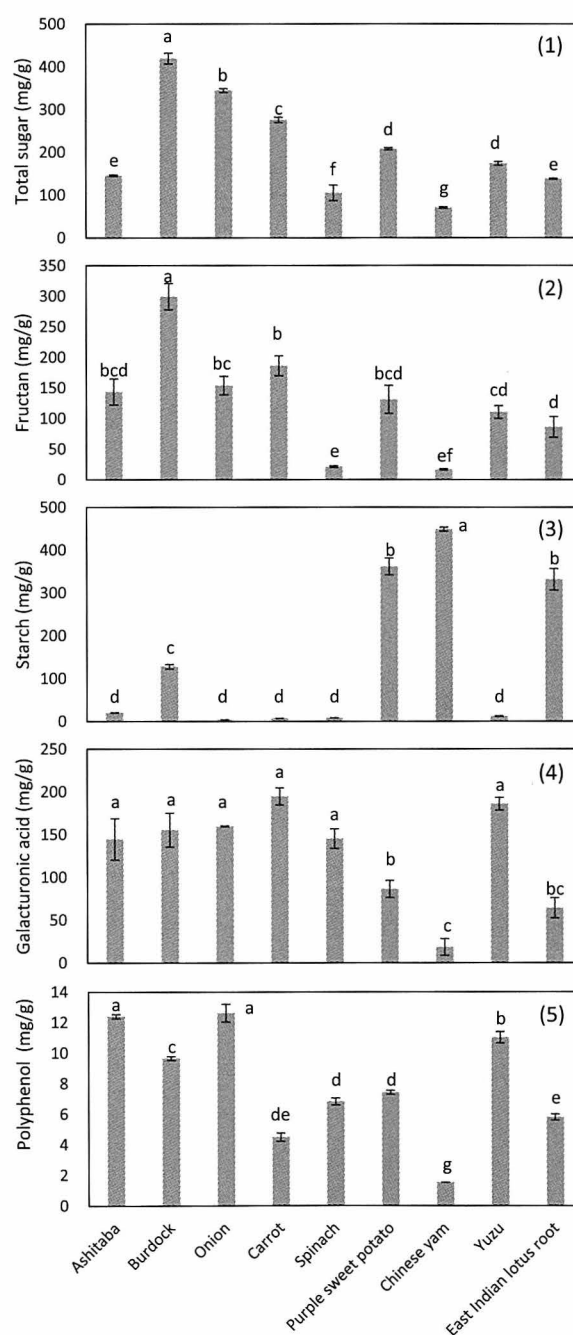 (1)
Total sugar (mg/g)
500
400
300
200
100
0
e
a
b
c
f
d
g
d
e
(2)
Fructan (mg/g)
350
300
250
200
150
100
50
0
bcd
a
bc
b
e
bcd
ef
cd
d
(3)
Starch (mg/g)
500
400
300
200
100
0
d
c
d
d
d
b
a
d
b
(4)
Galacturonic acid (mg/g)
250
200
150
100
50
0
a
a
a
a
a
b
c
a
bc
(5)
Polyphenol (mg/g)
14
12
10
8
6
4
2
0
a
c
a
de
d
d
g
b
e
Ashitaba
Burdock
Onion
Carrot
Spinach
Purple sweet potato
Chinese yam
Yuzu
East Indian lotus root